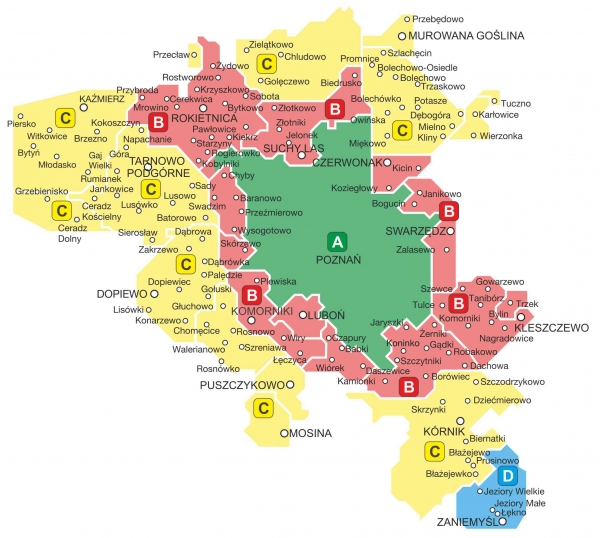 Przebędowo
MUROWANA GOŚLINA
Zielątkowo
Przecław
Chludowo
Szlachęcin
Promnice
Żydowo
C
Bolechowo-Osiedle
Rostworowo
Gołęczewo
Biedrusko
Bolechowo
Trzaskowo
Przybroda
Krzyszkowo
KAŹMIERZ
Cerekwica
Sobota
Bolechówko
Potasze
Tuczno
Mrowino
Bytkowo
Złotkowo
B
Dębogóra
Karłowice
C
ROKIETNICA
Owińska
Piersko
B
Kokoszczyn
Pawłowice
Złotniki
C
Mielno
Witkowice
Brzezno
Napachanie
Kiekrz
Jelonek
Kliny
Wierzonka
Starzyny
Miękowo
Bytyń
Gaj Wielki
Góra
Rogierówko
SUCHY LAS
Młodasko
TARNOWO PODGÓRNE
Kobylniki
CZERWONAK
Kicin
Rumianek
Chyby
Grzebienisko
Jankowice
C
Sady
Koziegłowy
Janikowo
Lusowo
Baranowo
Bogucin
C
Ceradz Kościelny
Lusówko
Swadzim
Przeźmierowo
B
Batorowo
Ceradz Dolny
Sierosław
Dąbrowa
Wysogotowo
SWARZĘDZ
Zakrzewo
Skórzewo
A
Zalasewo
C
Dąbrówka
POZNAŃ
Dopiewiec
Palędzie
Plewiska
Gołuski
Szewce
Gowarzewo
DOPIEWO
B
Tanibórz
Głuchowo
Tulce
B
Trzek
Lisówki
KOMORNIKI
LUBOŃ
Bylin
Konarzewo
Komorniki
Chomęcice
Rosnowo
Jaryszki
KLESZCZEWO
Wiry
Czapury
Żerniki
Nagradowice
Walerianowo
Szreniawa
Babki
Koninko
Gądki
Robakowo
Łęczyca
Szczytniki
Rosnówko
Wiórek
Daszewice
Dachowa
Kamionki
Borówiec
PUSZCZYKOWO
B
Szczodrzykowo
C
Skrzynki
Dziećmierowo
MOSINA
KÓRNIK
Biernatki
C
Błażejewo
Prusinowo
Błażejewko
D
Jeziory Wielkie
Jeziory Małe
Łękno
ZANIEMYŚL